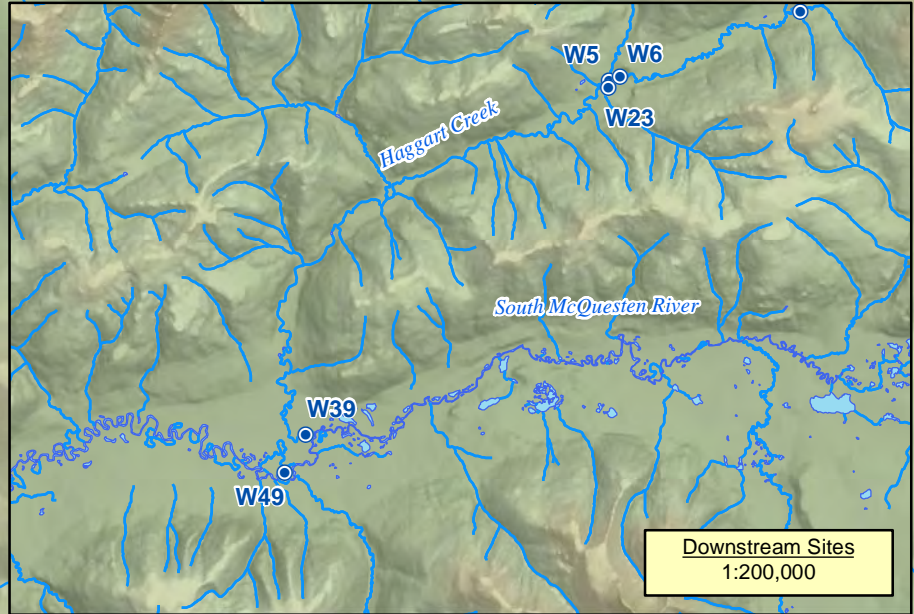 W5
W6
W23
Haggart Creek
South McQuesten River
W39
W49
Downstream Sites
1:200,000